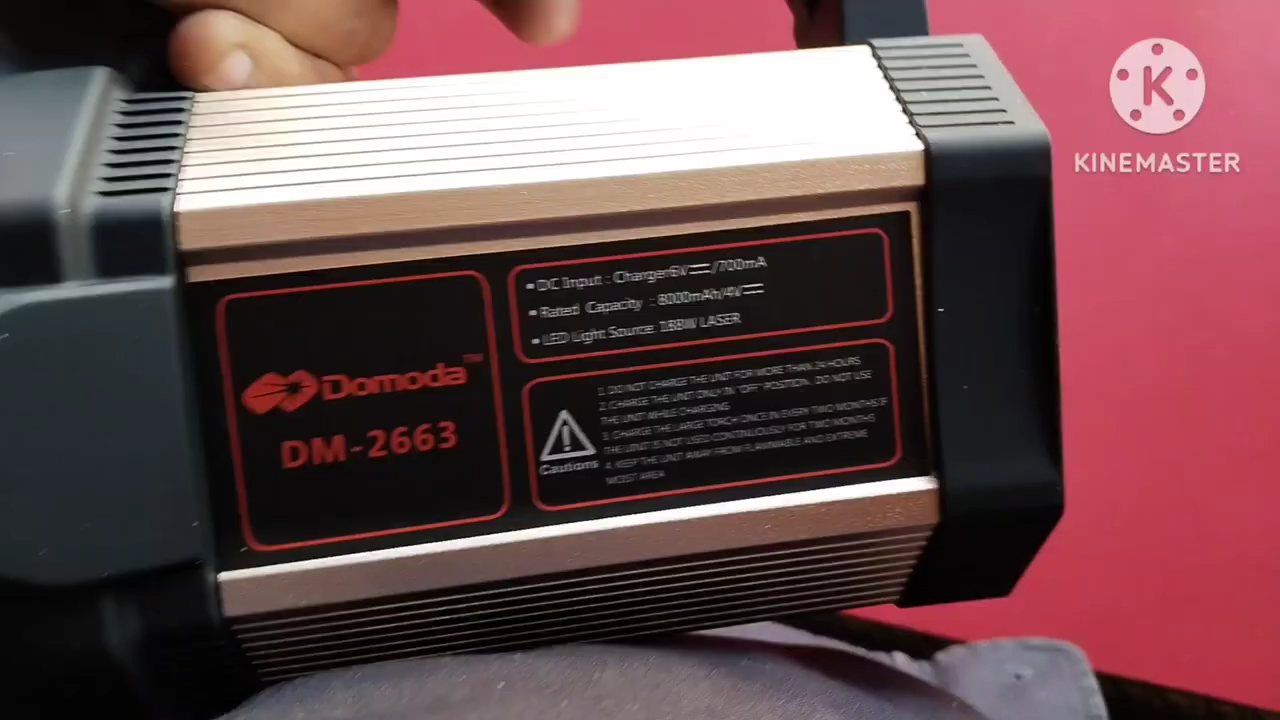 K
KINEMASTER
Domoda™
DM-2663
• DC Input : Charger6V⎓/700mA
• Rated Capacity : 8000mAh/4V⎓
• LED Light Source: 188W LASER
Cautions
1. DO NOT CHARGE THE UNIT FOR MORE THAN 24 HOURS
2. CHARGE THE UNIT ONLY IN "OFF" POSITION. DO NOT USE
THE UNIT WHILE CHARGING
3. CHARGE THE LARGE TORCH ONCE IN EVERY TWO MONTHS IF
THE UNIT IS NOT USED CONTINUOUSLY FOR TWO MONTHS
4. KEEP THE UNIT AWAY FROM FLAMMABLE AND EXTREME
MOIST AREA